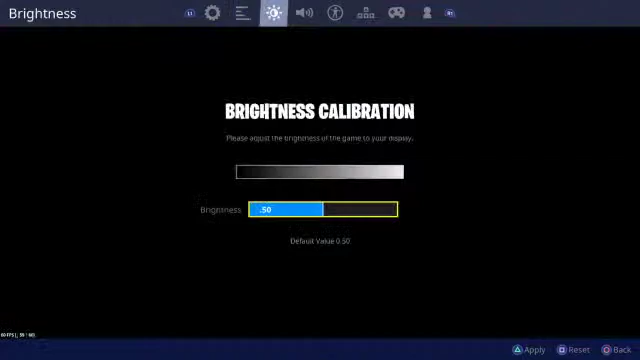 Brightness
L1
R1
BRIGHTNESS CALIBRATION
Please adjust the brightness of the game to your display.
Brightness
.50
Default Value 0.50
Apply
Reset
Back